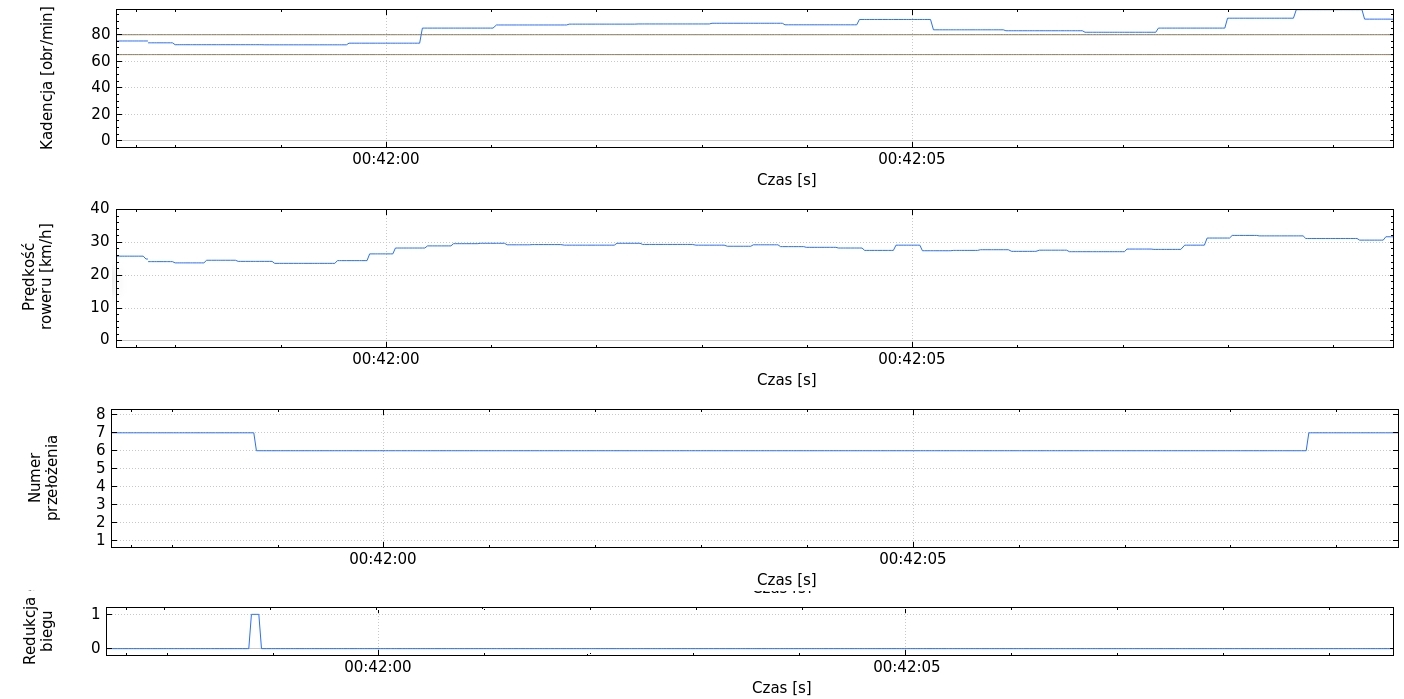 Kadencja [obr/min]
80
60
40
20
0
00:42:00 00:42:05
Czas [s]
Prędkość
roweru [km/h]
40
30
20
10
0
00:42:00 00:42:05
Czas [s]
Numer
przełożenia
8
7
6
5
4
3
2
1
00:42:00 00:42:05
Czas [s]
Redukcja
biegu
1
0
00:42:00 00:42:05
Czas [s]